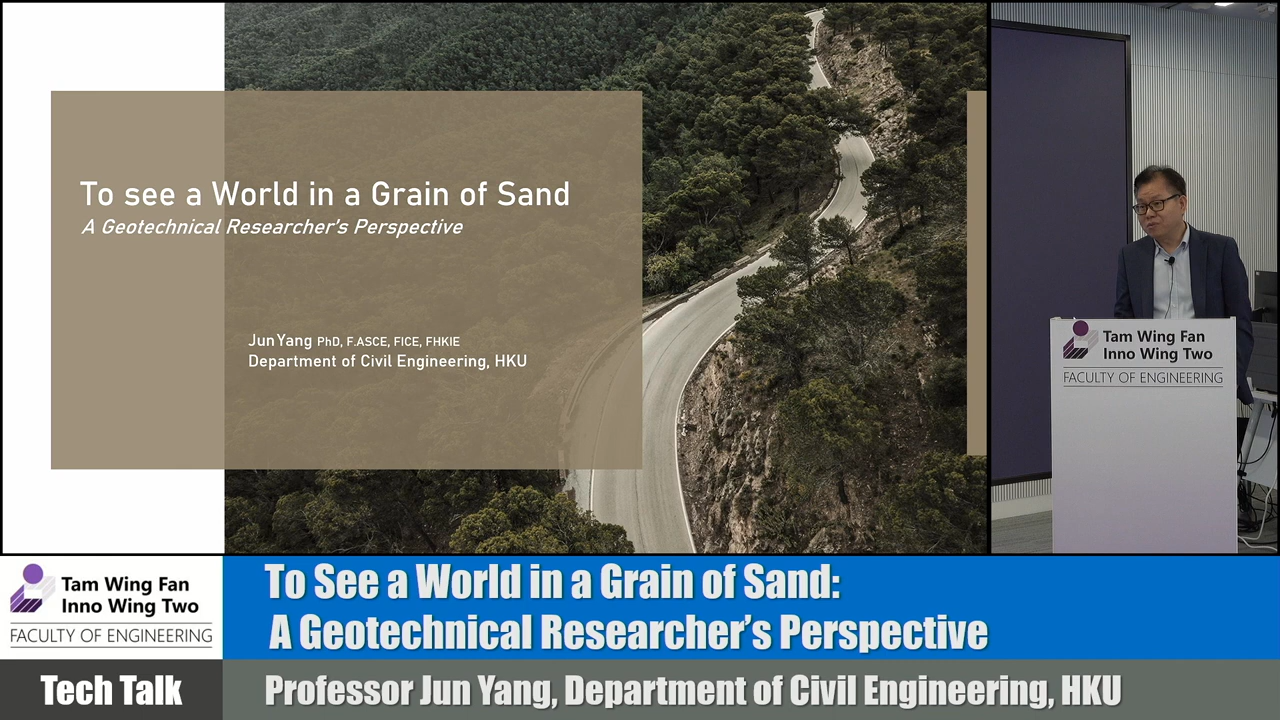 To see a World in a Grain of Sand
A Geotechnical Researcher's Perspective
Jun Yang PhD, F.ASCE, FICE, FHKIE
Department of Civil Engineering, HKU
Tam Wing Fan
Inno Wing Two
FACULTY OF ENGINEERING
Tam Wing Fan
Inno Wing Two
FACULTY OF ENGINEERING
To See a World in a Grain of Sand:
A Geotechnical Researcher's Perspective
Tech Talk
Professor Jun Yang, Department of Civil Engineering, HKU